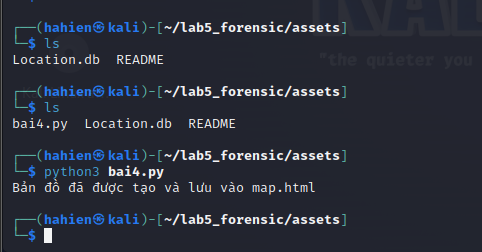 ┌──(hahien㉿kali)-[~/lab5_forensic/assets]
└─$ ls
Location.db  README
"the quieter you
┌──(hahien㉿kali)-[~/lab5_forensic/assets]
└─$ ls
bai4.py  Location.db  README
┌──(hahien㉿kali)-[~/lab5_forensic/assets]
└─$ python3 bai4.py
Bản đồ đã được tạo và lưu vào map.html
┌──(hahien㉿kali)-[~/lab5_forensic/assets]
└─$